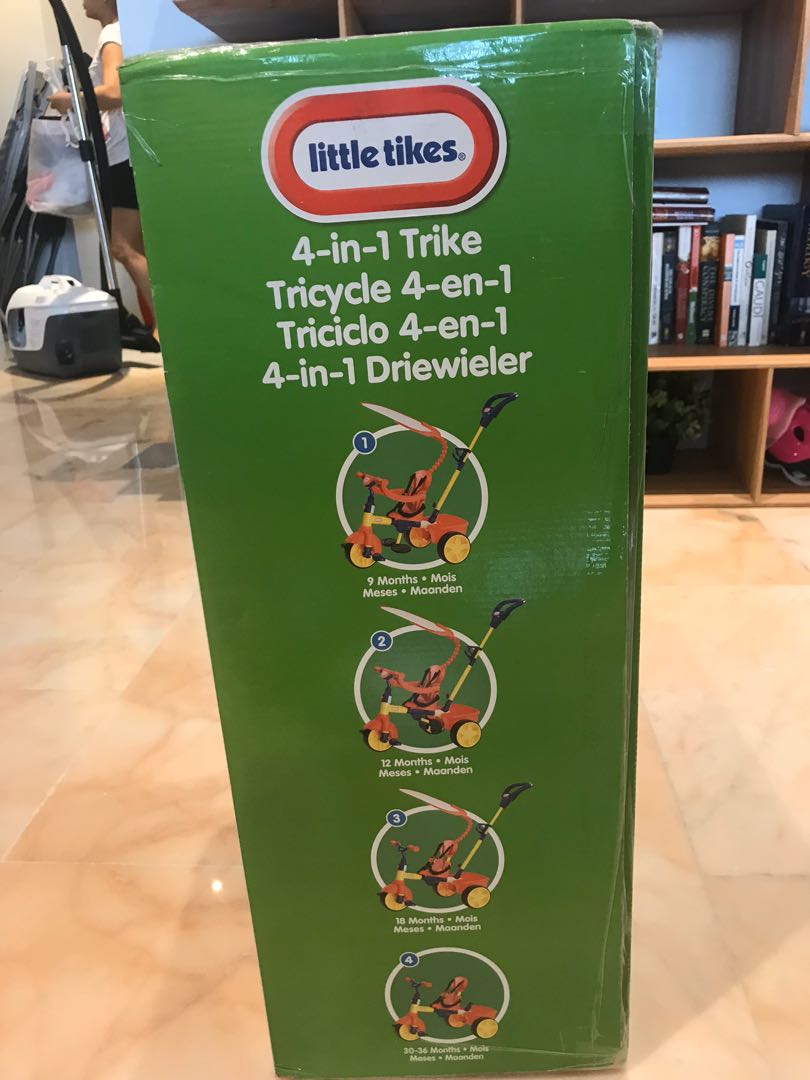 little tikes®
4-in-1 Trike
Tricycle 4-en-1
Triciclo 4-en-1
4-in-1 Driewieler
1
9 Months • Mois
Meses • Maanden
2
12 Months • Mois
Meses • Maanden
3
18 Months • Mois
Meses • Maanden
4
30-36 Months • Mois
Meses • Maanden
GAUDÍ